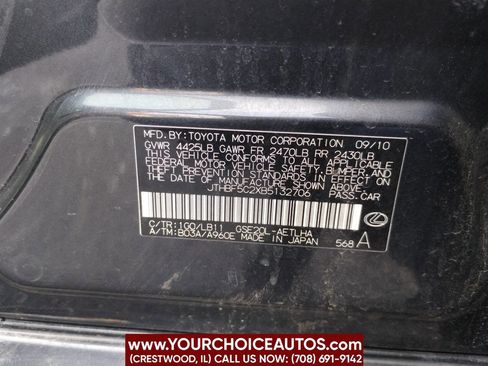 MFD. BY: TOYOTA MOTOR CORPORATION 09/10
GVWR 4425LB GAWR FR 2470LB RR 2430LB
THIS VEHICLE CONFORMS TO ALL APPLICABLE
FEDERAL MOTOR VEHICLE SAFETY, BUMPER, AND
THEFT PREVENTION STANDARDS IN EFFECT ON THE DATE
OF MANUFACTURE SHOWN ABOVE.
JTHBF5C2XB5132706 PASS. CAR
C/TR: 1G0/LB11 GSE20L-AETLHA
A/TM: B03A/A960E MADE IN JAPAN 568 A
WWW.YOURCHOICEAUTOS.COM
(CRESTWOOD, IL) CALL US NOW (708) 691-9142